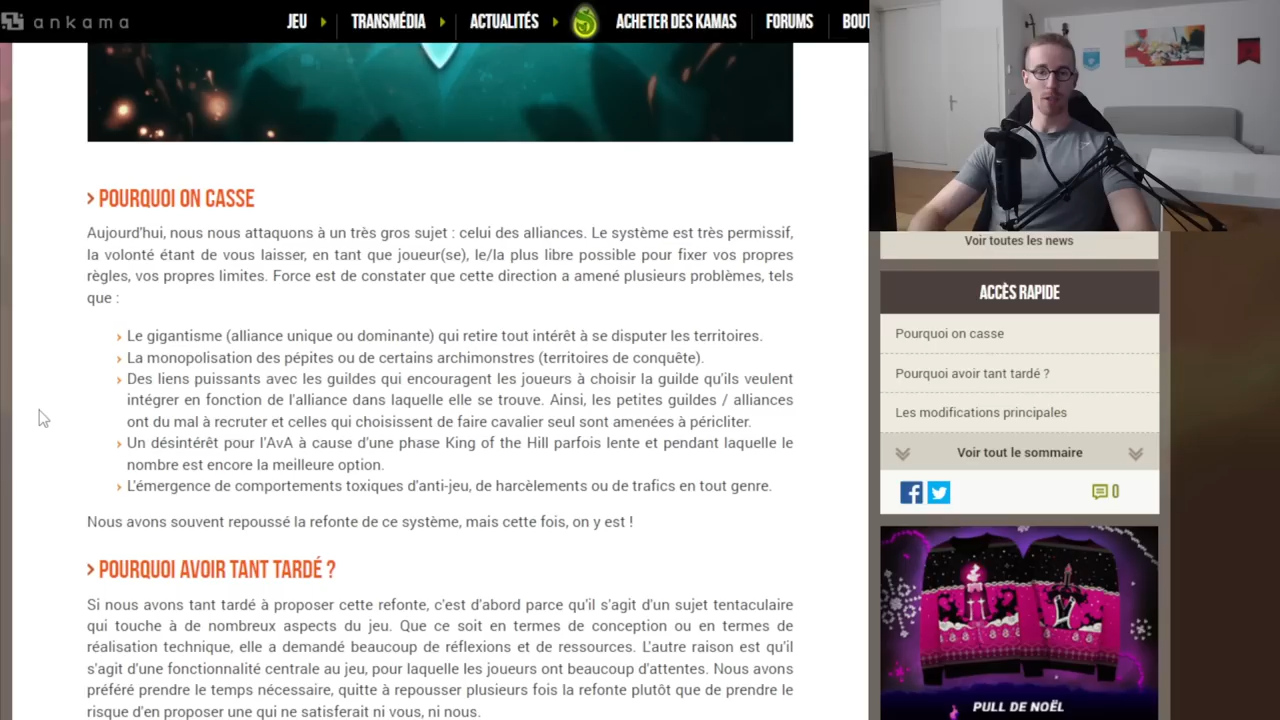 ankama
JEU
TRANSMÉDIA
ACTUALITÉS
ACHETER DES KAMAS
FORUMS
POURQUOI ON CASSE
Aujourd'hui, nous nous attaquons à un très gros sujet : celui des alliances. Le système est très permissif,
la volonté étant de vous laisser, en tant que joueur(se), le/la plus libre possible pour fixer vos propres
règles, vos propres limites. Force est de constater que cette direction a amené plusieurs problèmes, tels
que :
Le gigantisme (alliance unique ou dominante) qui retire tout intérêt à se disputer les territoires.
La monopolisation des pépites ou de certains archimonstres (territoires de conquête).
Des liens puissants avec les guildes qui encouragent les joueurs à choisir la guilde qu'ils veulent
intégrer en fonction de l'alliance dans laquelle elle se trouve. Ainsi, les petites guildes / alliances
ont du mal à recruter et celles qui choisissent de faire cavalier seul sont amenées à péricliter.
Un désintérêt pour l'AvA à cause d'une phase King of the Hill parfois lente et pendant laquelle le
nombre est encore la meilleure option.
L'émergence de comportements toxiques d'anti-jeu, de harcèlements ou de trafics en tout genre.
Nous avons souvent repoussé la refonte de ce système, mais cette fois, on y est !
POURQUOI AVOIR TANT TARDÉ ?
Si nous avons tant tardé à proposer cette refonte, c'est d'abord parce qu'il s'agit d'un sujet tentaculaire
qui touche à de nombreux aspects du jeu. Que ce soit en termes de conception ou en termes de
réalisation technique, elle a demandé beaucoup de réflexions et de ressources. L'autre raison est qu'il
s'agit d'une fonctionnalité centrale au jeu, pour laquelle les joueurs ont beaucoup d'attentes. Nous avons
préféré prendre le temps nécessaire, quitte à repousser plusieurs fois la refonte plutôt que de prendre le
risque d'en proposer une qui ne satisferait ni vous, ni nous.
Voir toutes les news
ACCÈS RAPIDE
Pourquoi on casse
Pourquoi avoir tant tardé ?
Les modifications principales
Voir tout le sommaire
0
PULL DE NOËL